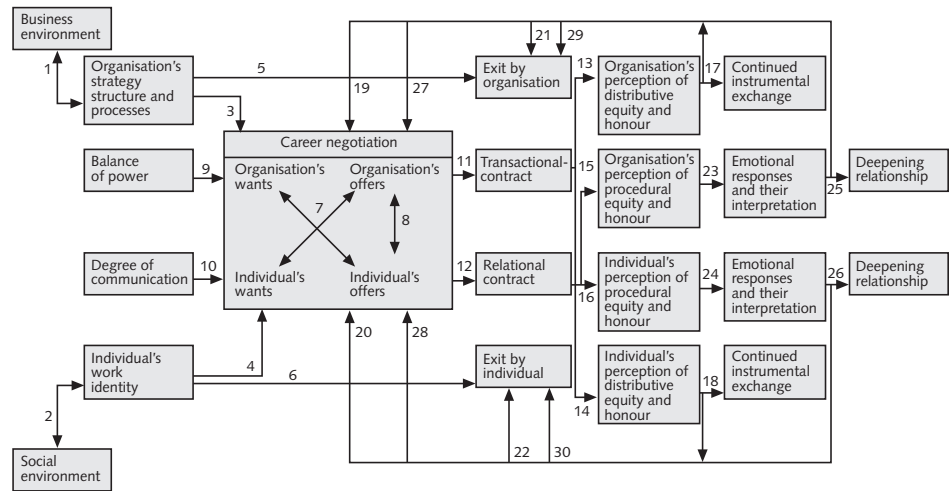 Business
environment
1
Organisation's
strategy
structure and
processes
3
5
19
27
21
29
Exit by
organisation
13
Organisation's
perception of
distributive
equity and
honour
17
Continued
instrumental
exchange
Balance
of power
9
Career negotiation
Organisation's
wants
Organisation's
offers
7
8
Individual's
wants
Individual's
offers
11
Transactional-
contract
15
Organisation's
perception of
procedural
equity and
honour
23
Emotional
responses
and their
interpretation
25
Deepening
relationship
Degree of
communication
10
12
Relational
contract
16
Individual's
perception of
procedural
equity and
honour
24
Emotional
responses
and their
interpretation
26
Deepening
relationship
20
28
Individual's
work
identity
4
6
Exit by
individual
14
Individual's
perception of
distributive
equity and
honour
18
Continued
instrumental
exchange
2
22
30
Social
environment